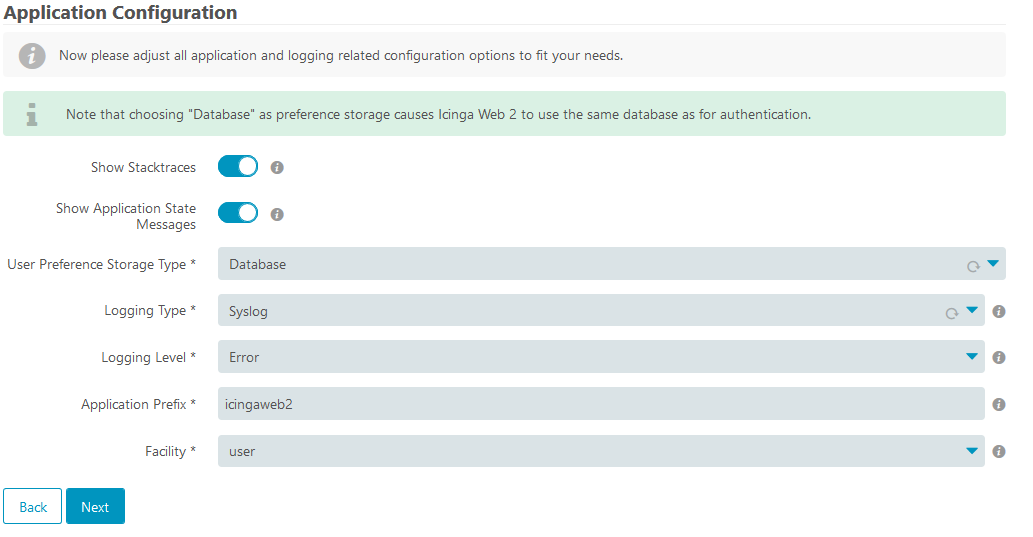 Application Configuration
Now please adjust all application and logging related configuration options to fit your needs.
Note that choosing "Database" as preference storage causes Icinga Web 2 to use the same database as for authentication.
Show Stacktraces
Show Application State
Messages
User Preference Storage Type * Database
Logging Type * Syslog
Logging Level * Error
Application Prefix * icingaweb2
Facility * user
Back Next